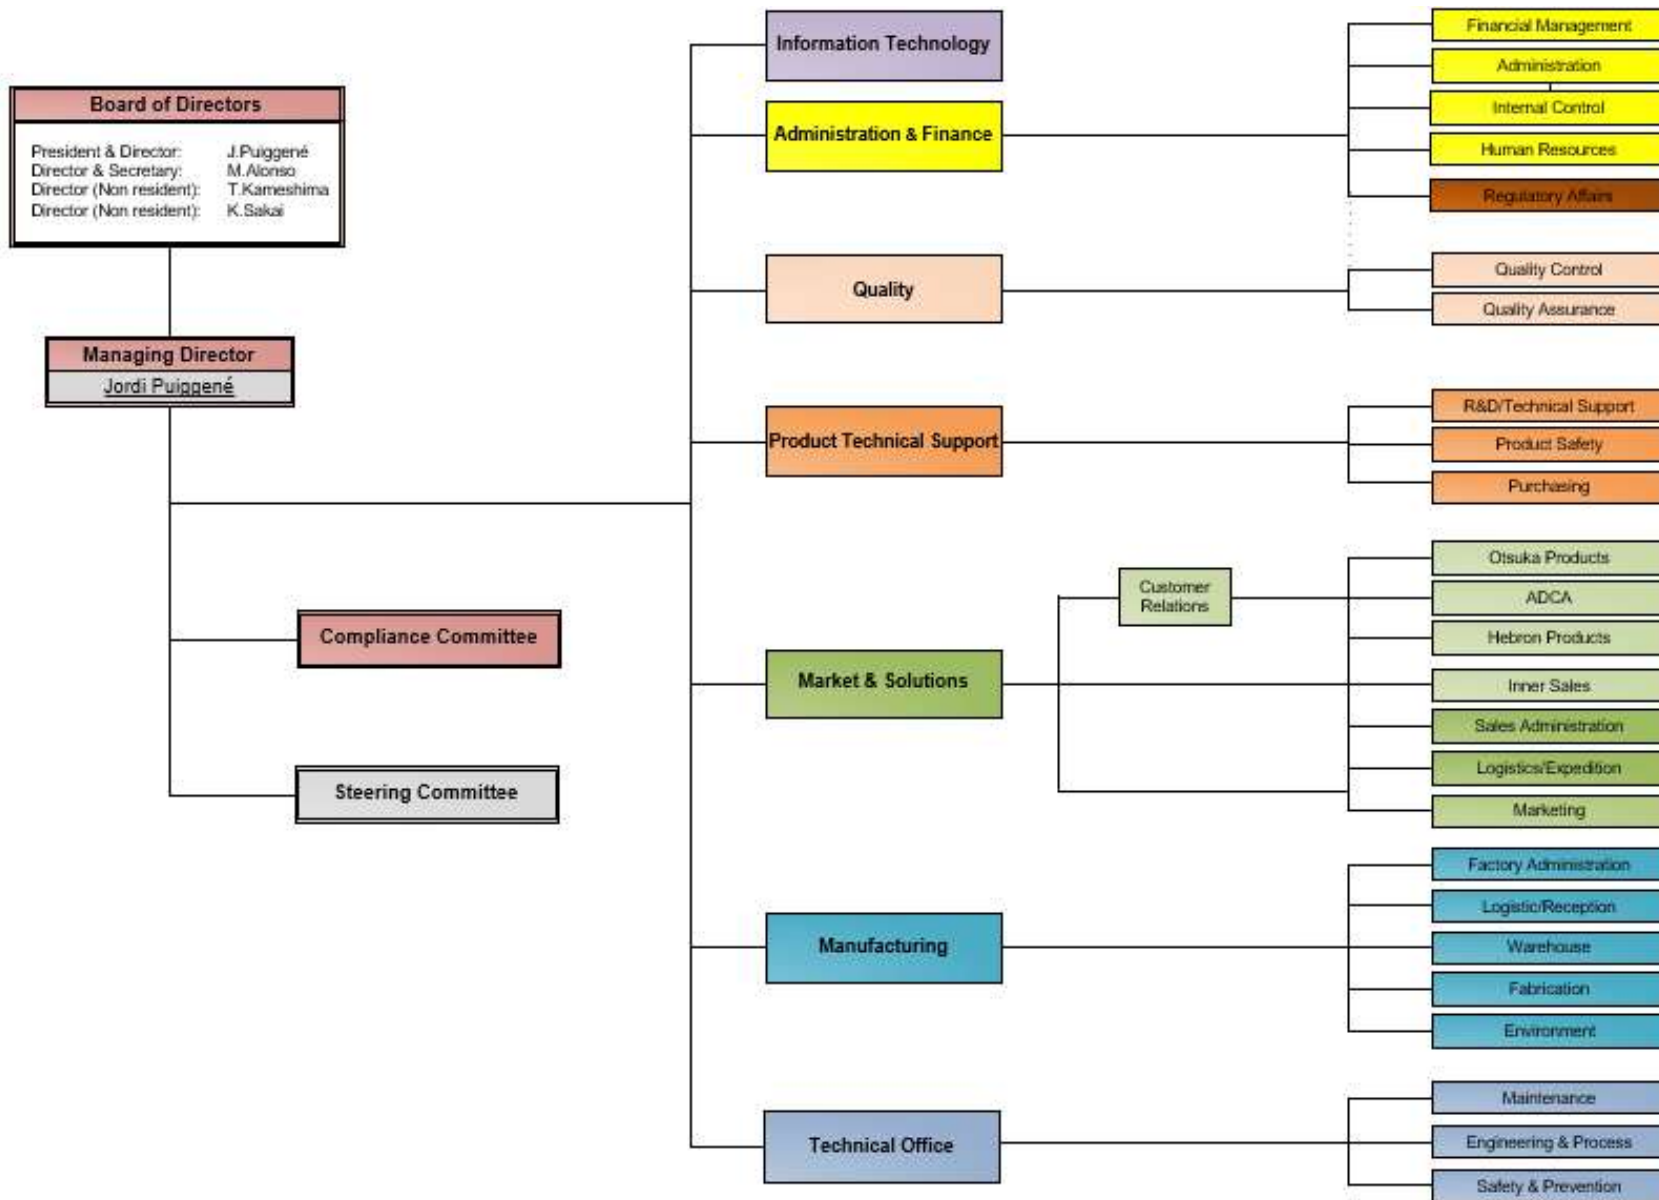 Board of Directors
President & Director: J.Puiggené
Director & Secretary: M.Alonso
Director (Non resident): T.Kameshima
Director (Non resident): K.Sakai
Managing Director
Jordi Puiggené
Compliance Committee
Steering Committee
Information Technology
Administration & Finance
Financial Management
Administration
Internal Control
Human Resources
Regulatory Affairs
Quality
Quality Control
Quality Assurance
Product Technical Support
R&D/Technical Support
Product Safety
Purchasing
Market & Solutions
Customer
Relations
Otsuka Products
ADCA
Hebron Products
Inner Sales
Sales Administration
Logistics/Expedition
Marketing
Manufacturing
Factory Administration
Logistic/Reception
Warehouse
Fabrication
Environment
Technical Office
Maintenance
Engineering & Process
Safety & Prevention